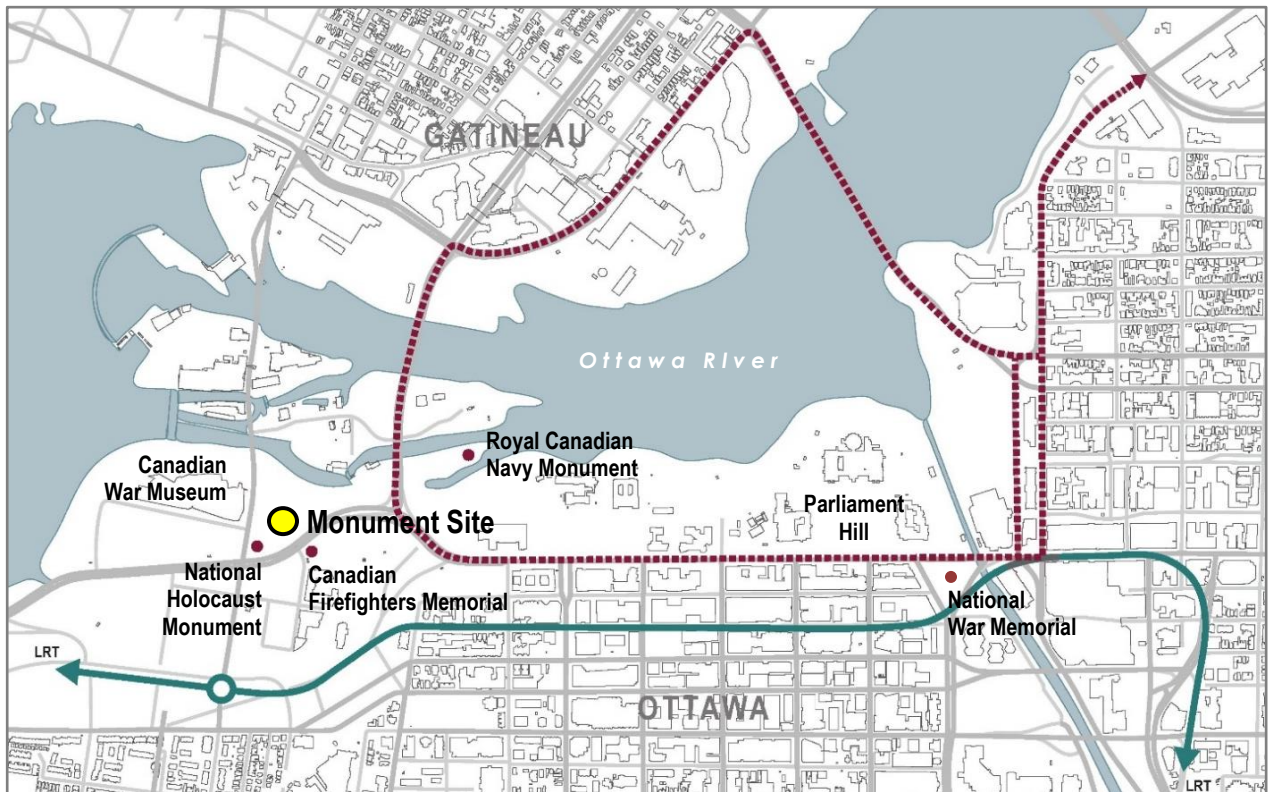 GATINEAU
Ottawa River
Royal Canadian
Navy Monument
Canadian
War Museum
Parliament
Hill
Monument Site
National
Holocaust
Monument
Canadian
Firefighters Memorial
National
War Memorial
LRT
OTTAWA
LRT